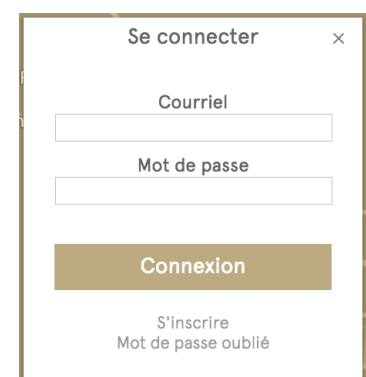 Se connecter ×
Courriel
Mot de passe
Connexion
S'inscrire
Mot de passe oublié